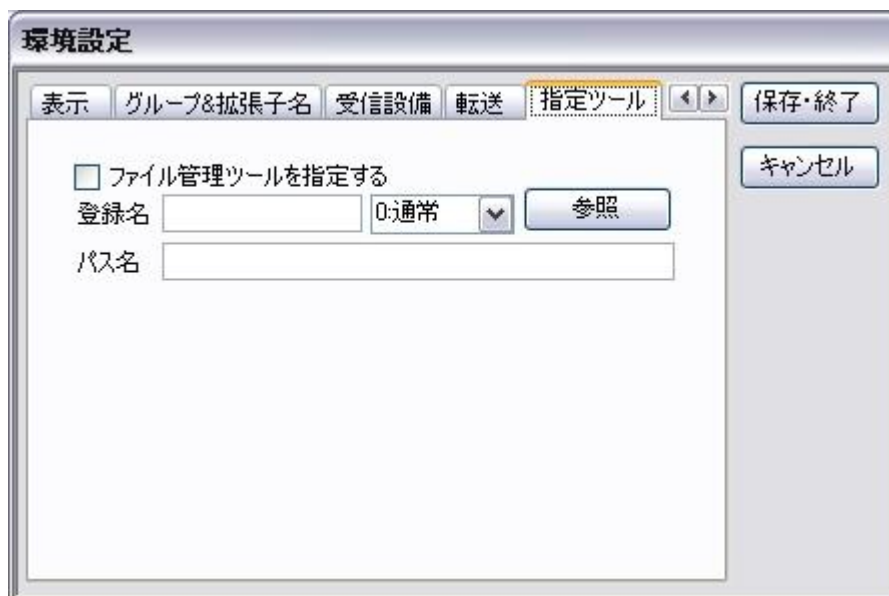 環境設定
表示 グループ&拡張子名 受信設備 転送 指定ツール 保存・終了
キャンセル
ファイル管理ツールを指定する
登録名 0:通常 参照
パス名